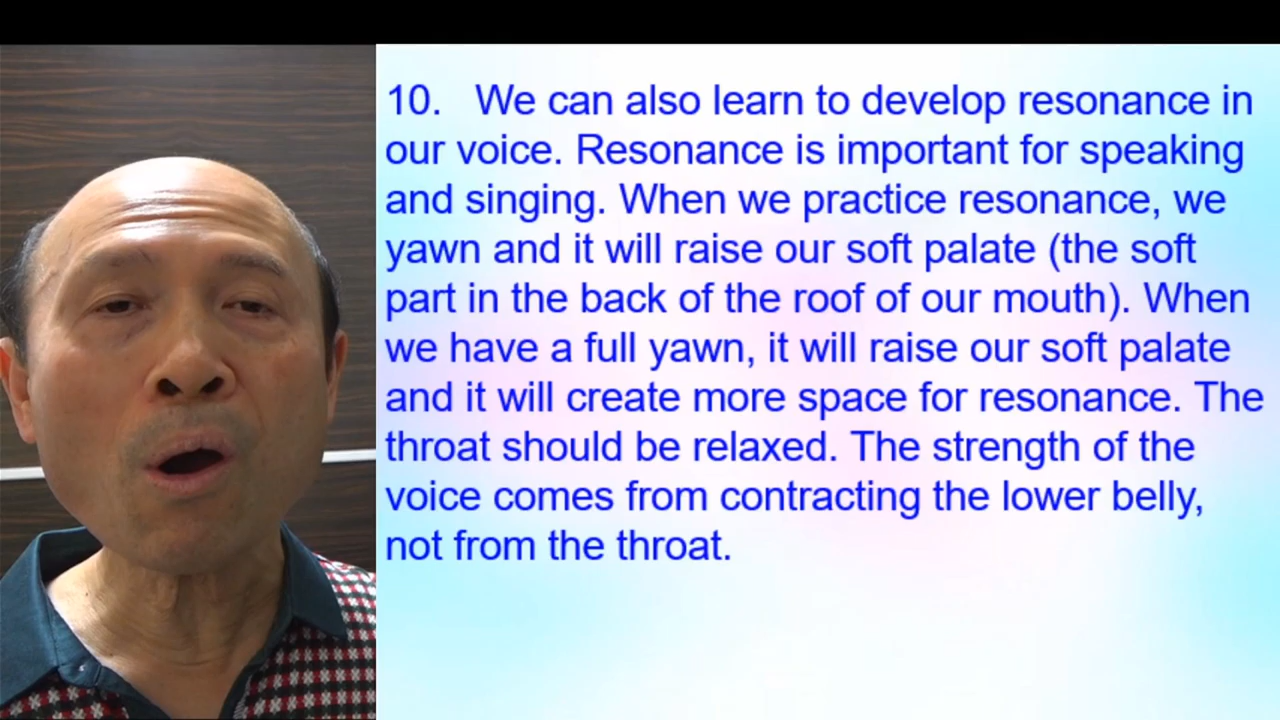 10. We can also learn to develop resonance in
our voice. Resonance is important for speaking
and singing. When we practice resonance, we
yawn and it will raise our soft palate (the soft
part in the back of the roof of our mouth). When
we have a full yawn, it will raise our soft palate
and it will create more space for resonance. The
throat should be relaxed. The strength of the
voice comes from contracting the lower belly,
not from the throat.